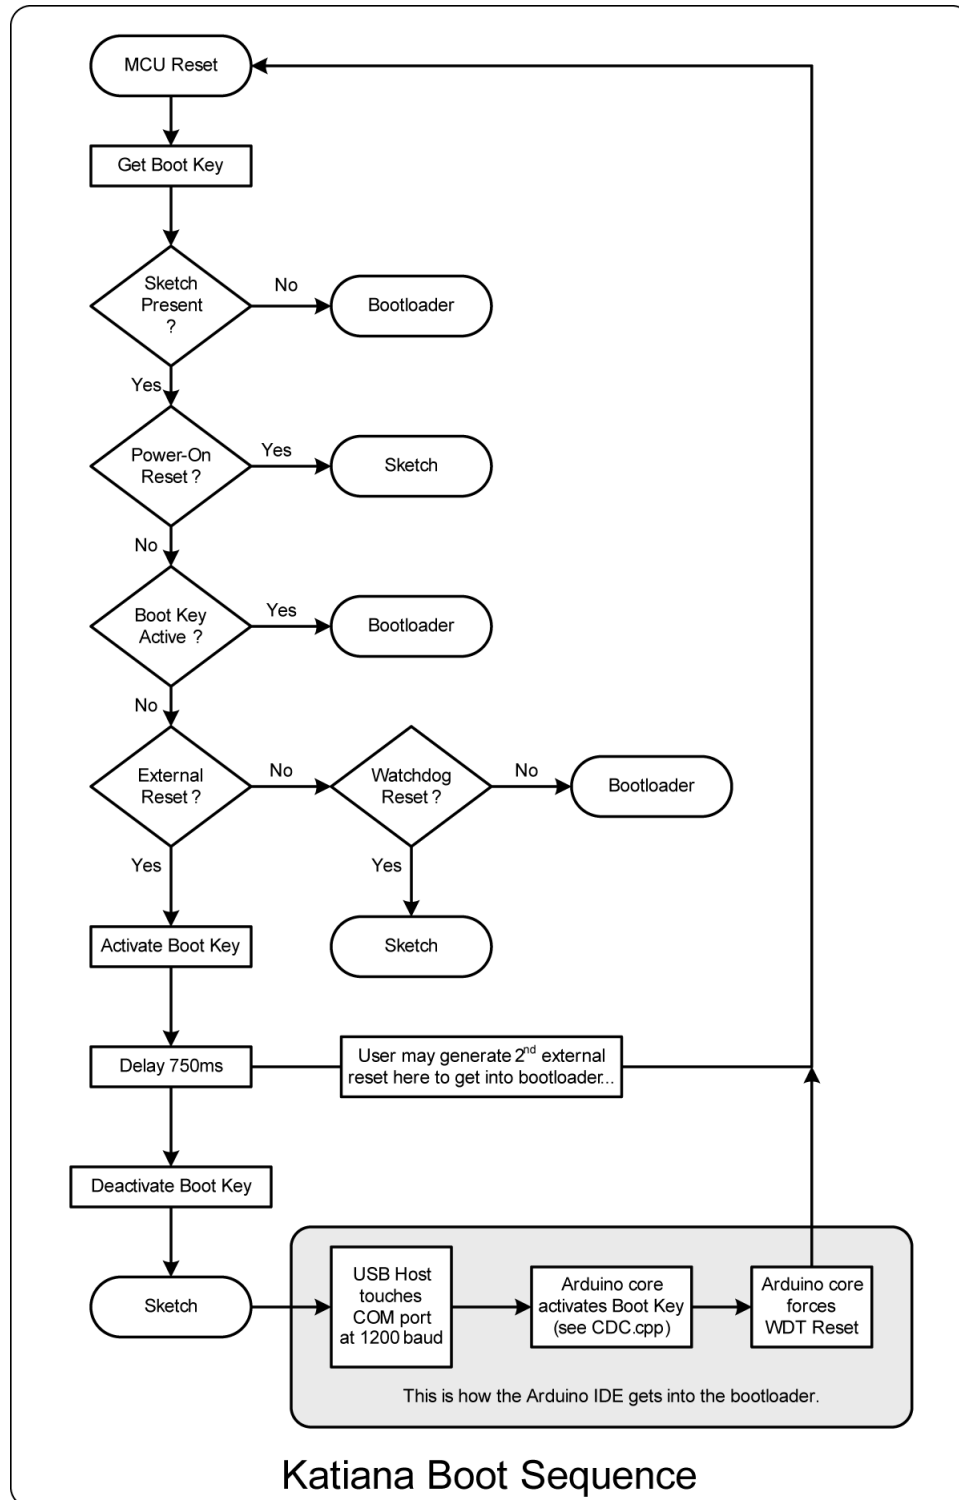 MCU Reset
Get Boot Key
Sketch
Present
?
No
Bootloader
Yes
Power-On
Reset ?
Yes
Sketch
No
Boot Key
Active ?
Yes
Bootloader
No
External
Reset ?
No
Watchdog
Reset ?
No
Bootloader
Yes
Yes
Activate Boot Key
Sketch
Delay 750ms
User may generate 2nd external
reset here to get into bootloader...
Deactivate Boot Key
Sketch
USB Host
touches
COM port
at 1200 baud
Arduino core
activates Boot Key
(see CDC.cpp)
Arduino core
forces
WDT Reset
This is how the Arduino IDE gets into the bootloader.
Katiana Boot Sequence